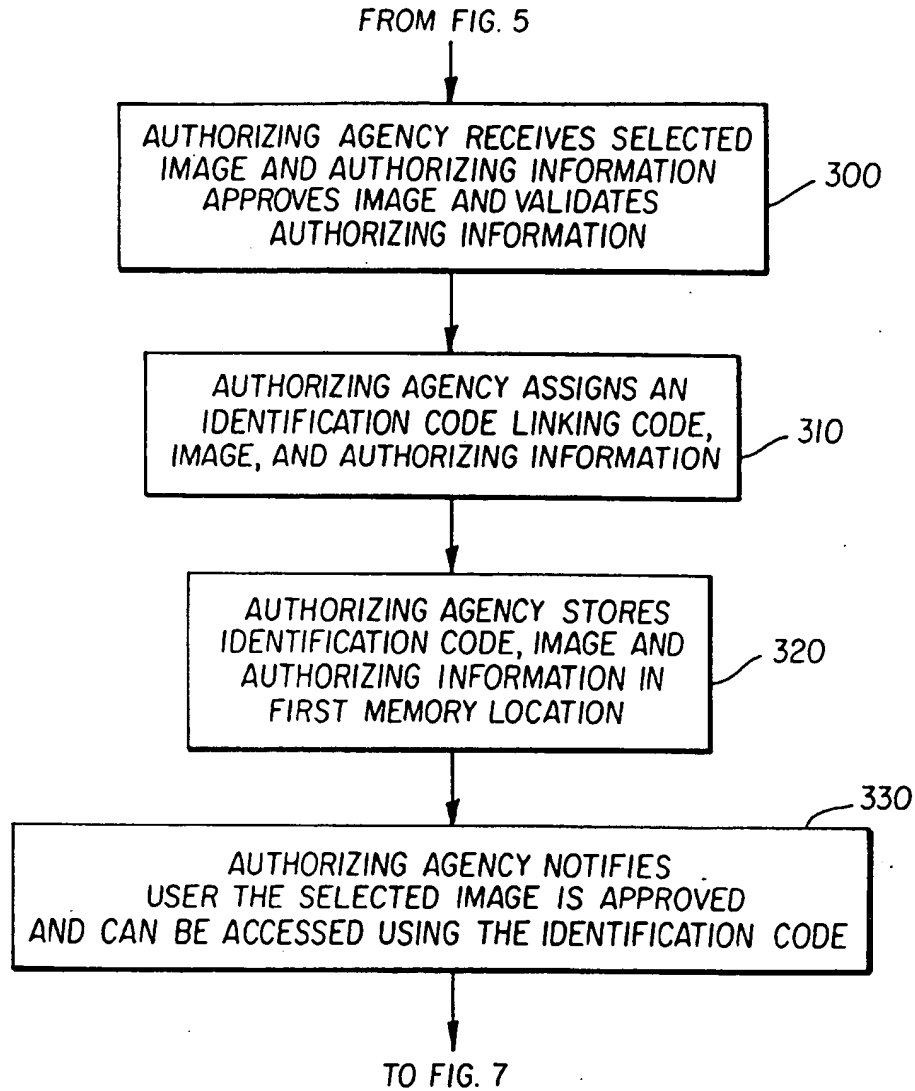 FROM FIG. 5
AUTHORIZING AGENCY RECEIVES SELECTED
IMAGE AND AUTHORIZING INFORMATION
APPROVES IMAGE AND VALIDATES
AUTHORIZING INFORMATION
300
AUTHORIZING AGENCY ASSIGNS AN
IDENTIFICATION CODE LINKING CODE,
IMAGE, AND AUTHORIZING INFORMATION
310
AUTHORIZING AGENCY STORES
IDENTIFICATION CODE, IMAGE AND
AUTHORIZING INFORMATION IN
FIRST MEMORY LOCATION
320
330
AUTHORIZING AGENCY NOTIFIES
USER THE SELECTED IMAGE IS APPROVED
AND CAN BE ACCESSED USING THE IDENTIFICATION CODE
TO FIG. 7